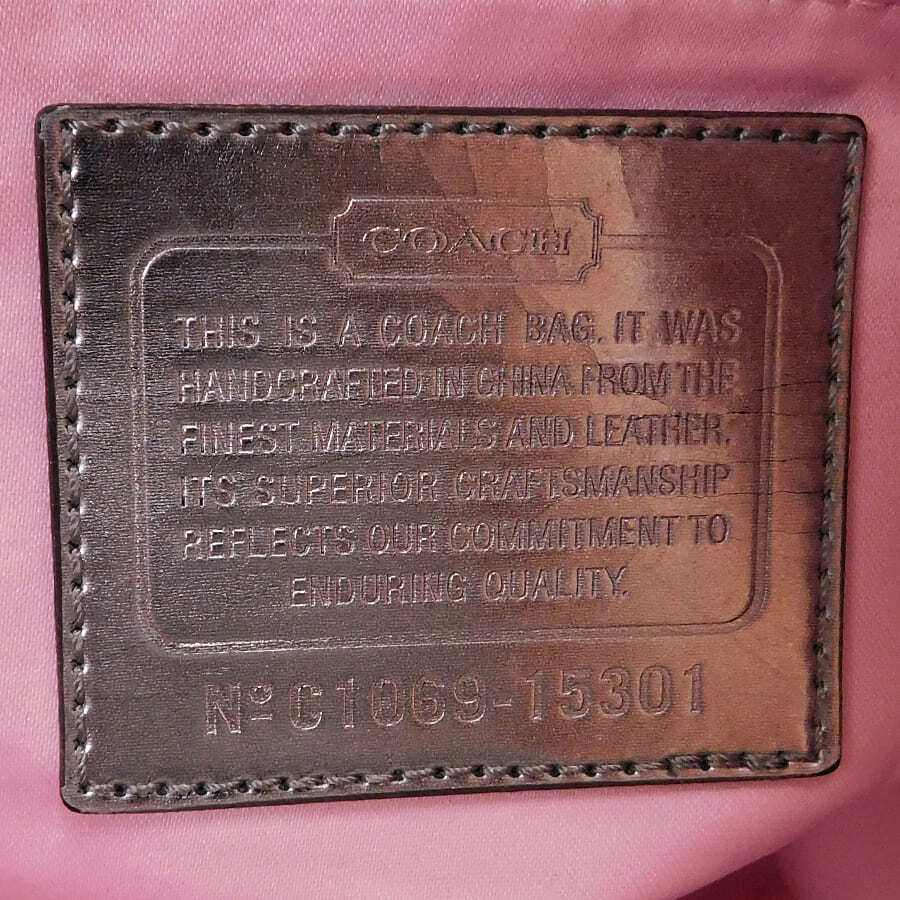 COACH
THIS IS A COACH BAG. IT WAS
HANDCRAFTED IN CHINA FROM THE
FINEST MATERIALS AND LEATHER.
ITS SUPERIOR CRAFTSMANSHIP
REFLECTS OUR COMMITMENT TO
ENDURING QUALITY.
Nº C1069-15301